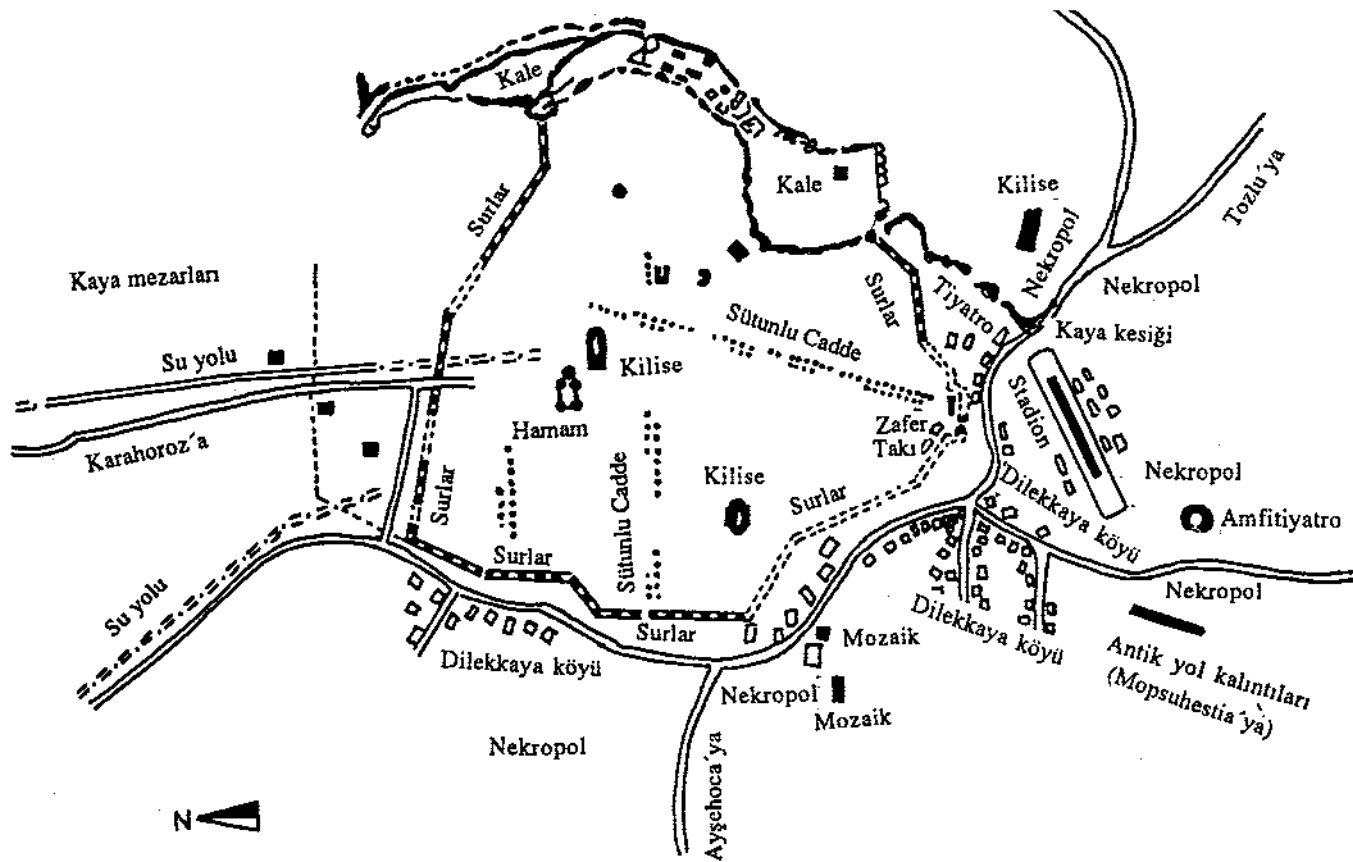 Kale
Kale
Kilise
Tozlu'ya
Surlar
Nekropol
Kaya mezarları
Surlar
Tiyatro
Nekropol
Sütunlu Cadde
Kaya kesiği
Su yolu
Kilise
Stadion
Karahoroz'a
Hamam
Zafer
Takı
Nekropol
Sütunlu Cadde
Kilise
Surlar
Dilekkaya
köyü
Amfitiyatro
Surlar
Surlar
Su yolu
Nekropol
Dilekkaya köyü
Surlar
Mozaik
Dilekkaya köyü
Antik yol kalıntıları
(Mopsuhestia'ya)
Nekropol
Mozaik
Nekropol
Ayşehoca'ya
N